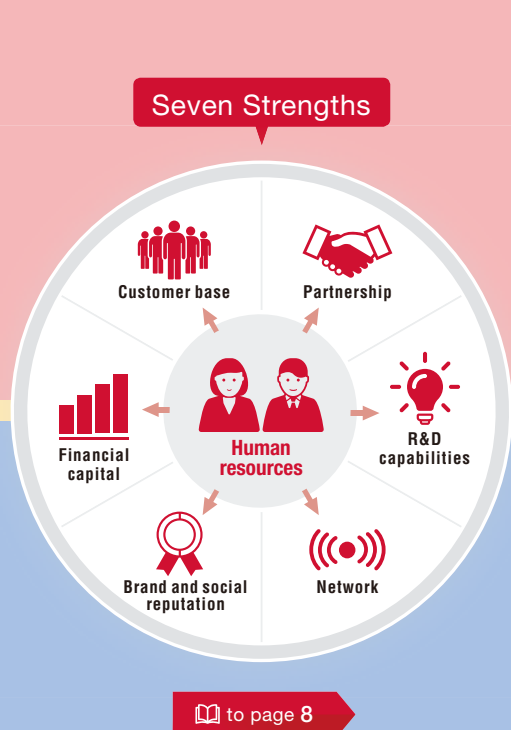 Seven Strengths
Customer base
Partnership
Financial
capital
Human
resources
R&D
capabilities
Brand and social
reputation
Network
to page 8